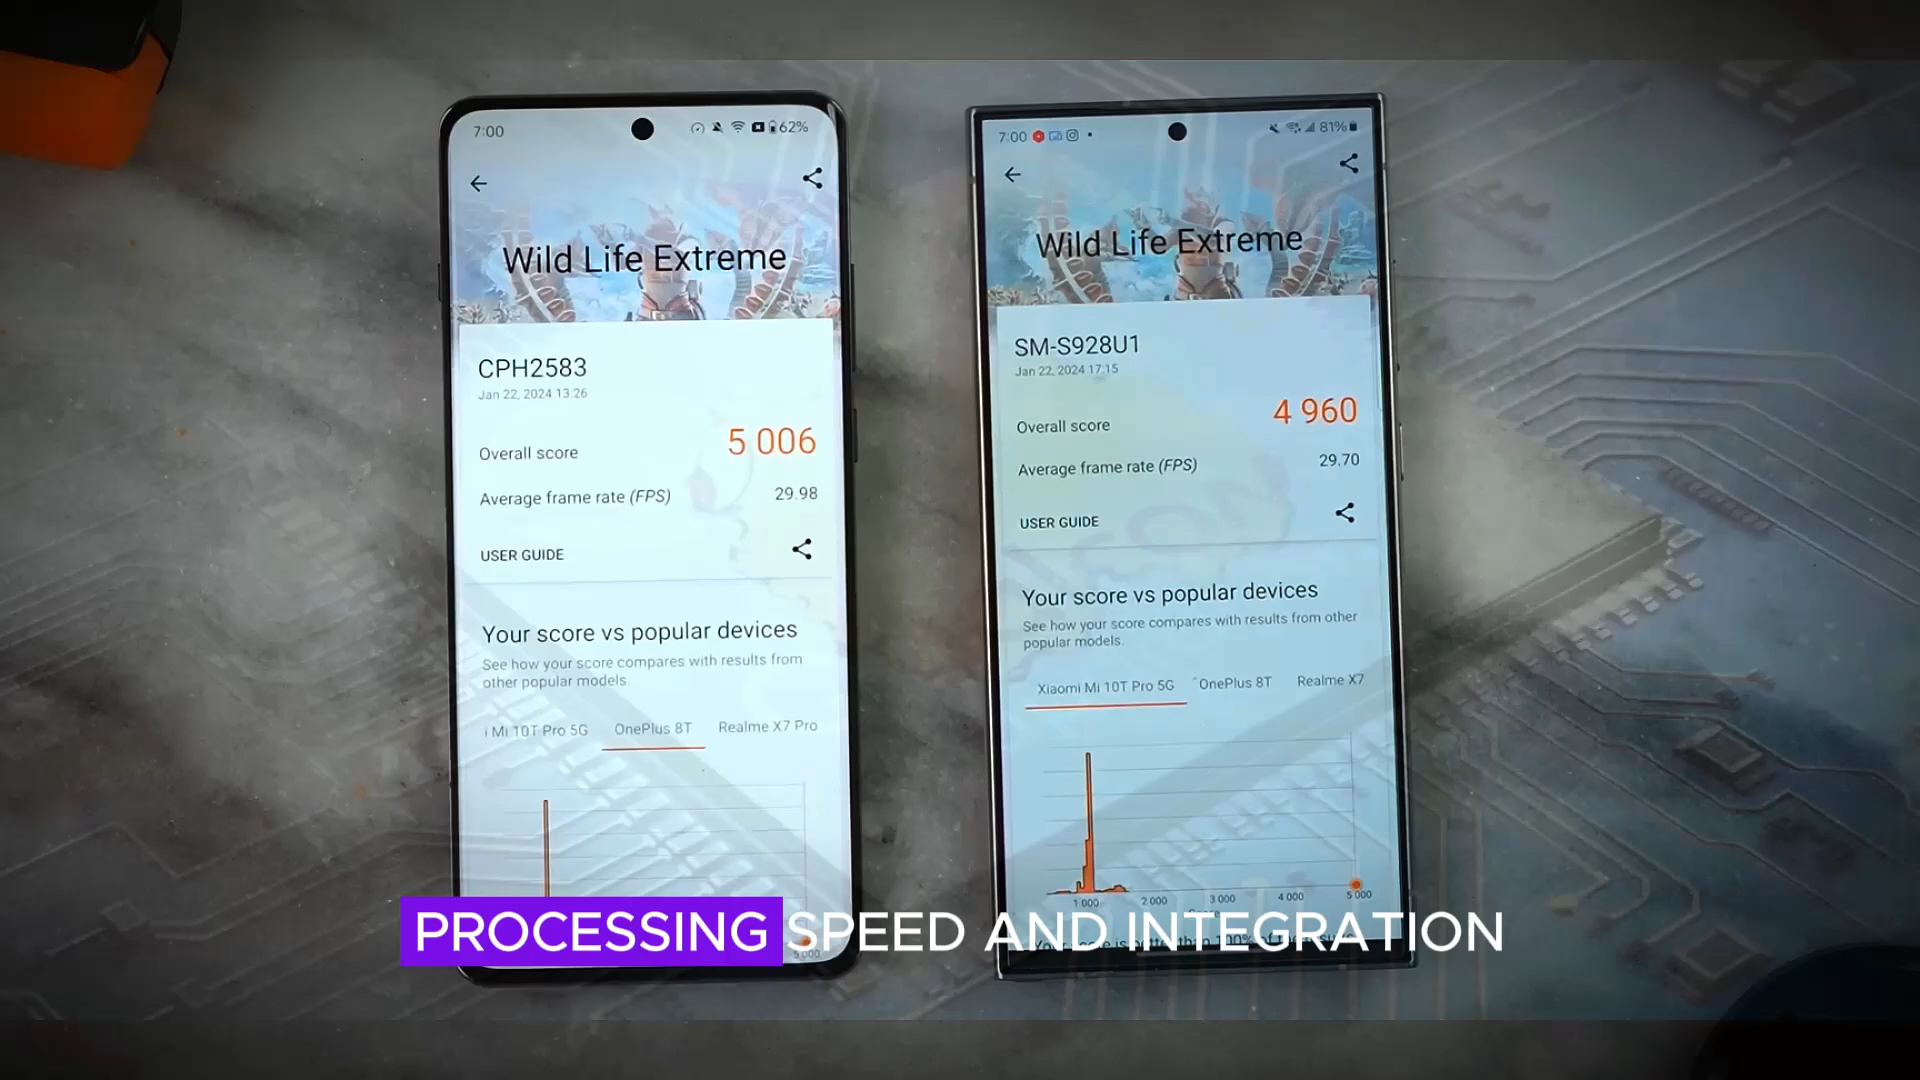 7:00
62%
Wild Life Extreme
CPH2583
Jan 22, 2024 13:26
Overall score
5 006
Average frame rate (FPS)
29.98
USER GUIDE
Your score vs popular devices
See how your score compares with results from
other popular models.
i Mi 10T Pro 5G OnePlus 8T Realme X7 Pro
5 000
7:00
81%
Wild Life Extreme
SM-S928U1
Jan 22, 2024 17:15
Overall score
4 960
Average frame rate (FPS)
29.70
USER GUIDE
Your score vs popular devices
See how your score compares with results from other
popular models.
Xiaomi Mi 10T Pro 5G OnePlus 8T Realme X7
1 000 2 000 3 000 4 000 5 000
PROCESSING SPEED AND INTEGRATION